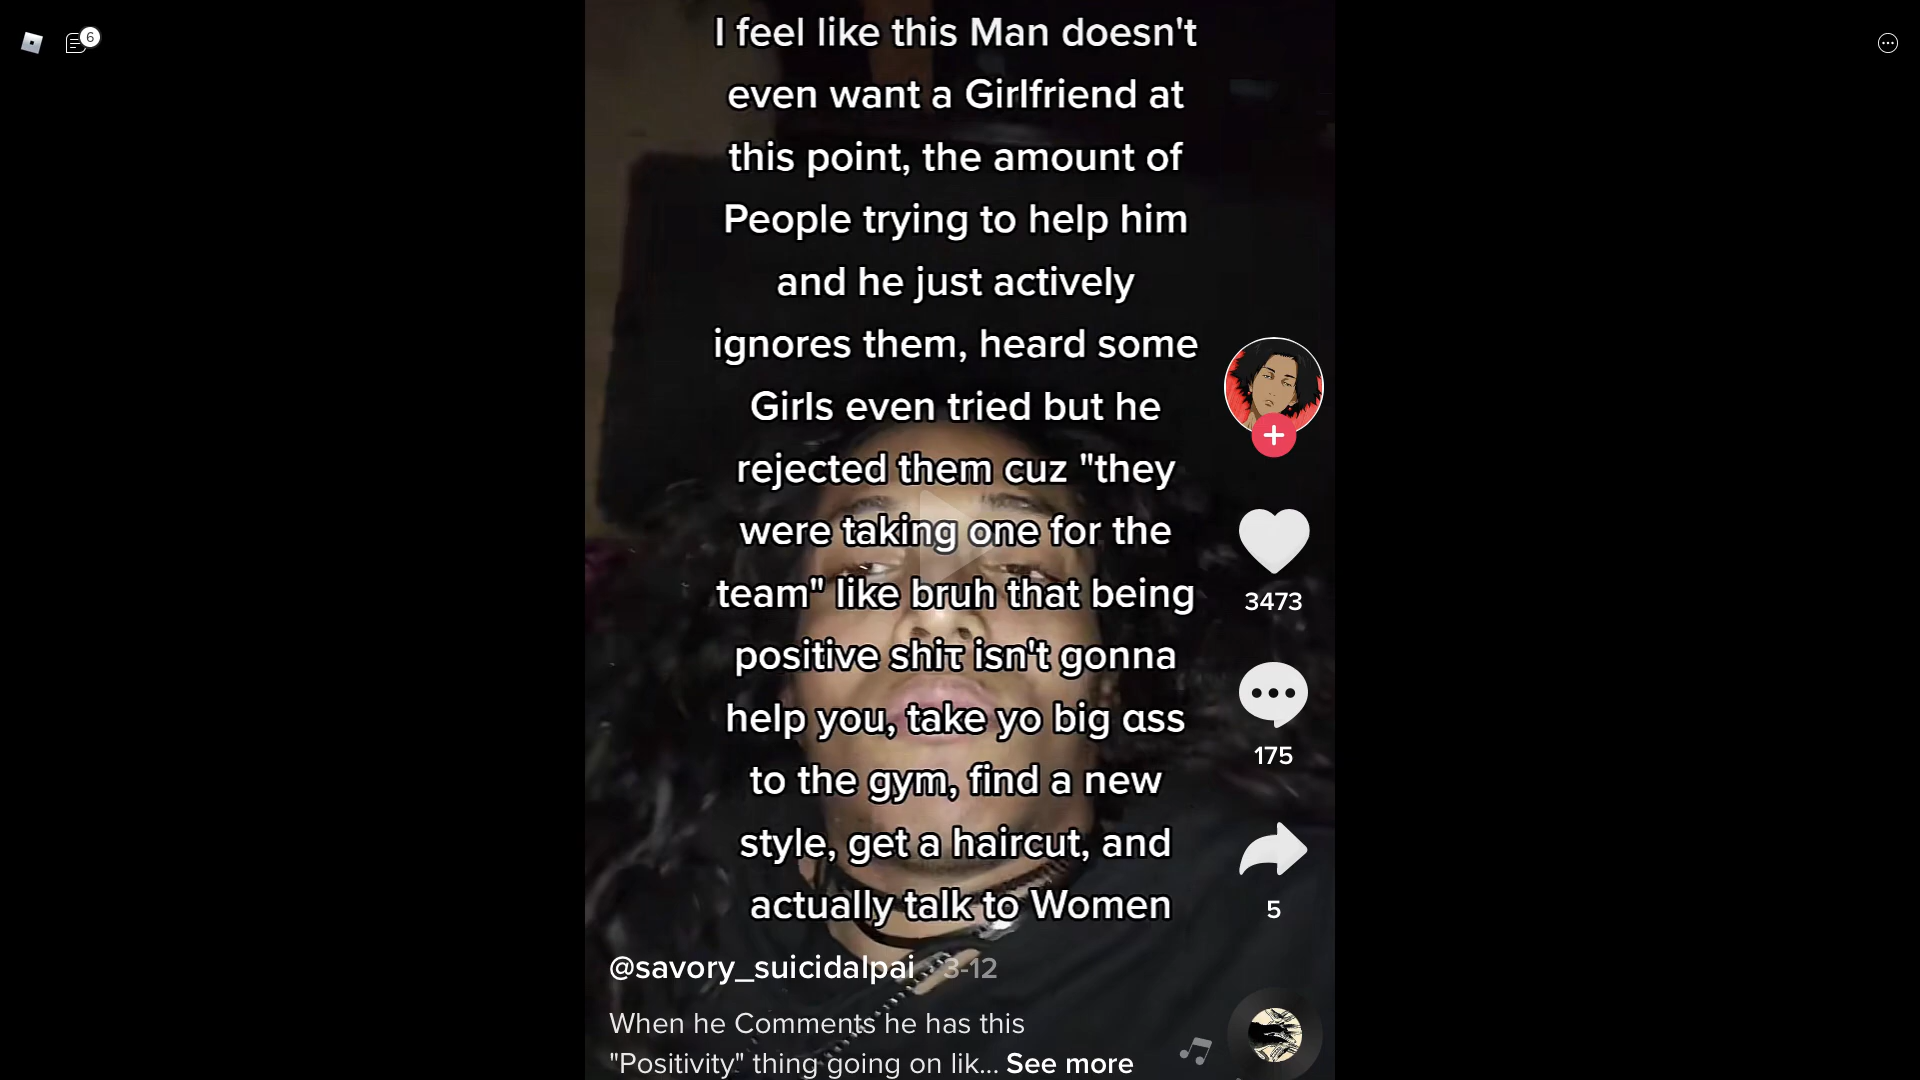 6
I feel like this Man doesn't
even want a Girlfriend at
this point, the amount of
People trying to help him
and he just actively
ignores them, heard some
Girls even tried but he
rejected them cuz "they
were taking one for the
team" like bruh that being
positive shiτ isn't gonna
help you, take yo big αss
to the gym, find a new
style, get a haircut, and
actually talk to Women
3473
175
5
@savory_suicidalpai · 3-12
When he Comments he has this
"Positivity" thing going on lik... See more